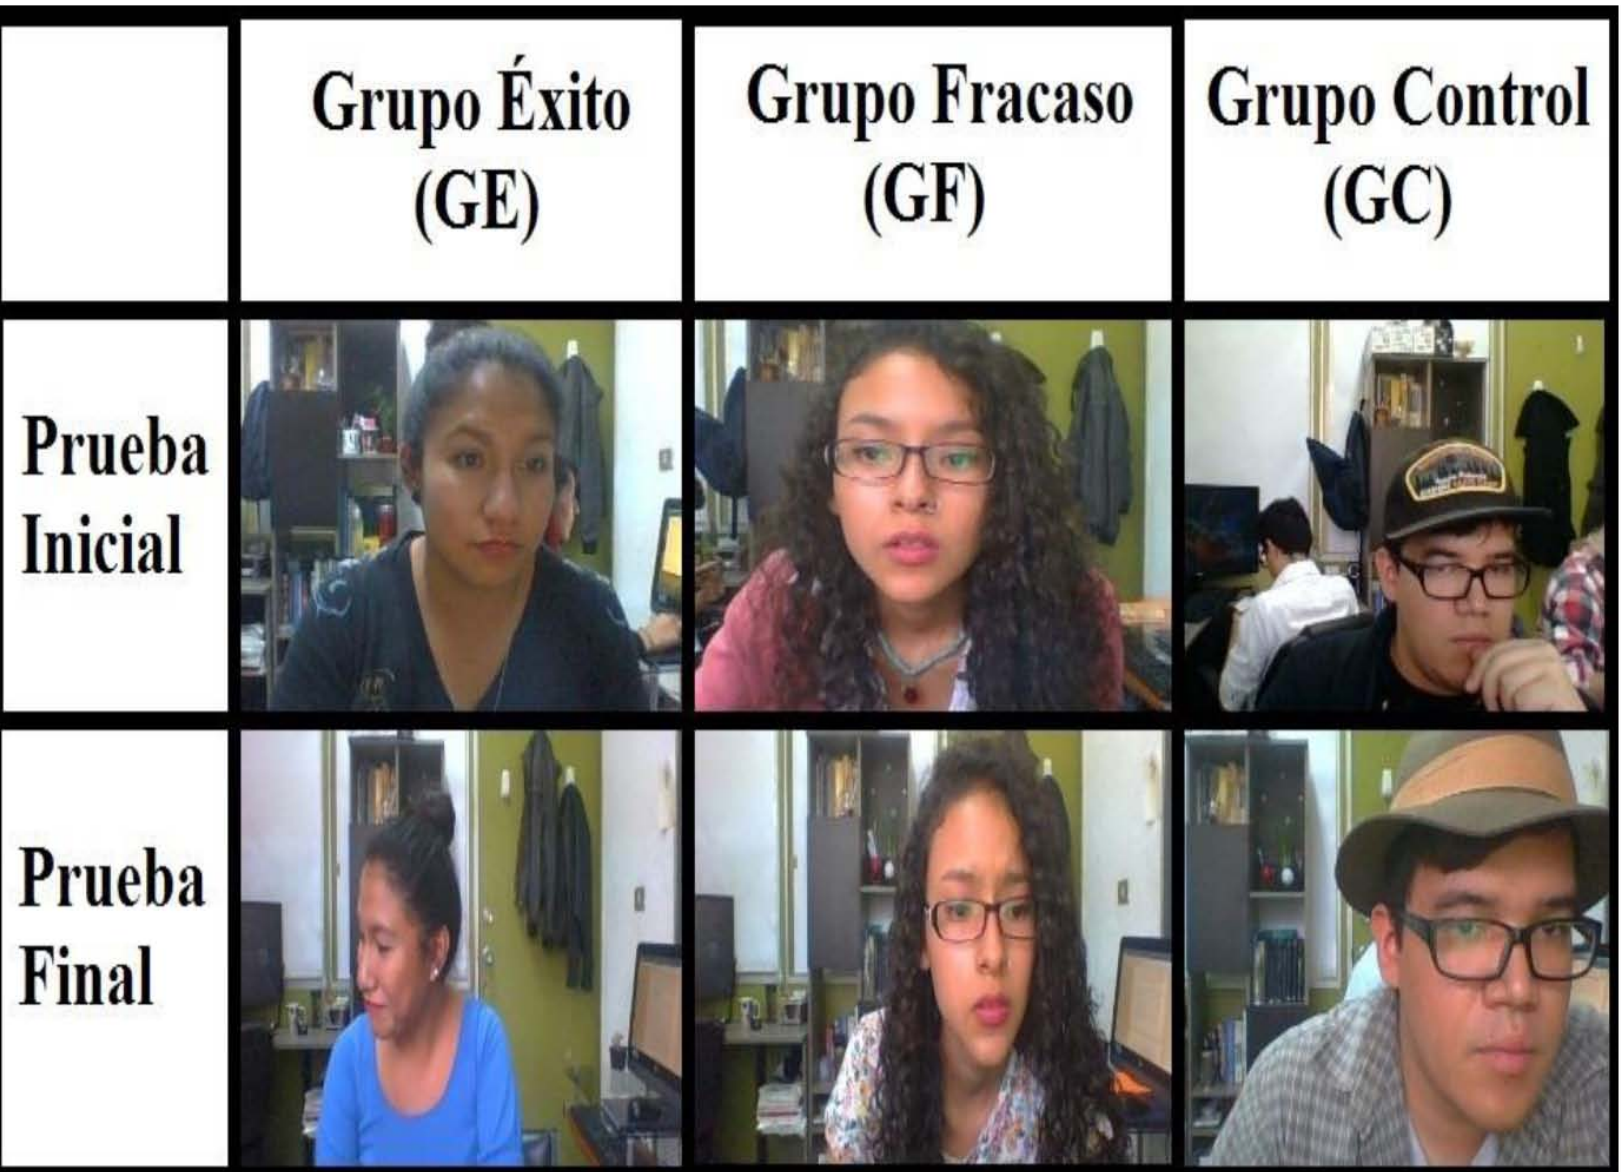 Grupo Éxito
(GE)
Grupo Fracaso
(GF)
Grupo Control
(GC)
Prueba
Inicial
Prueba
Final